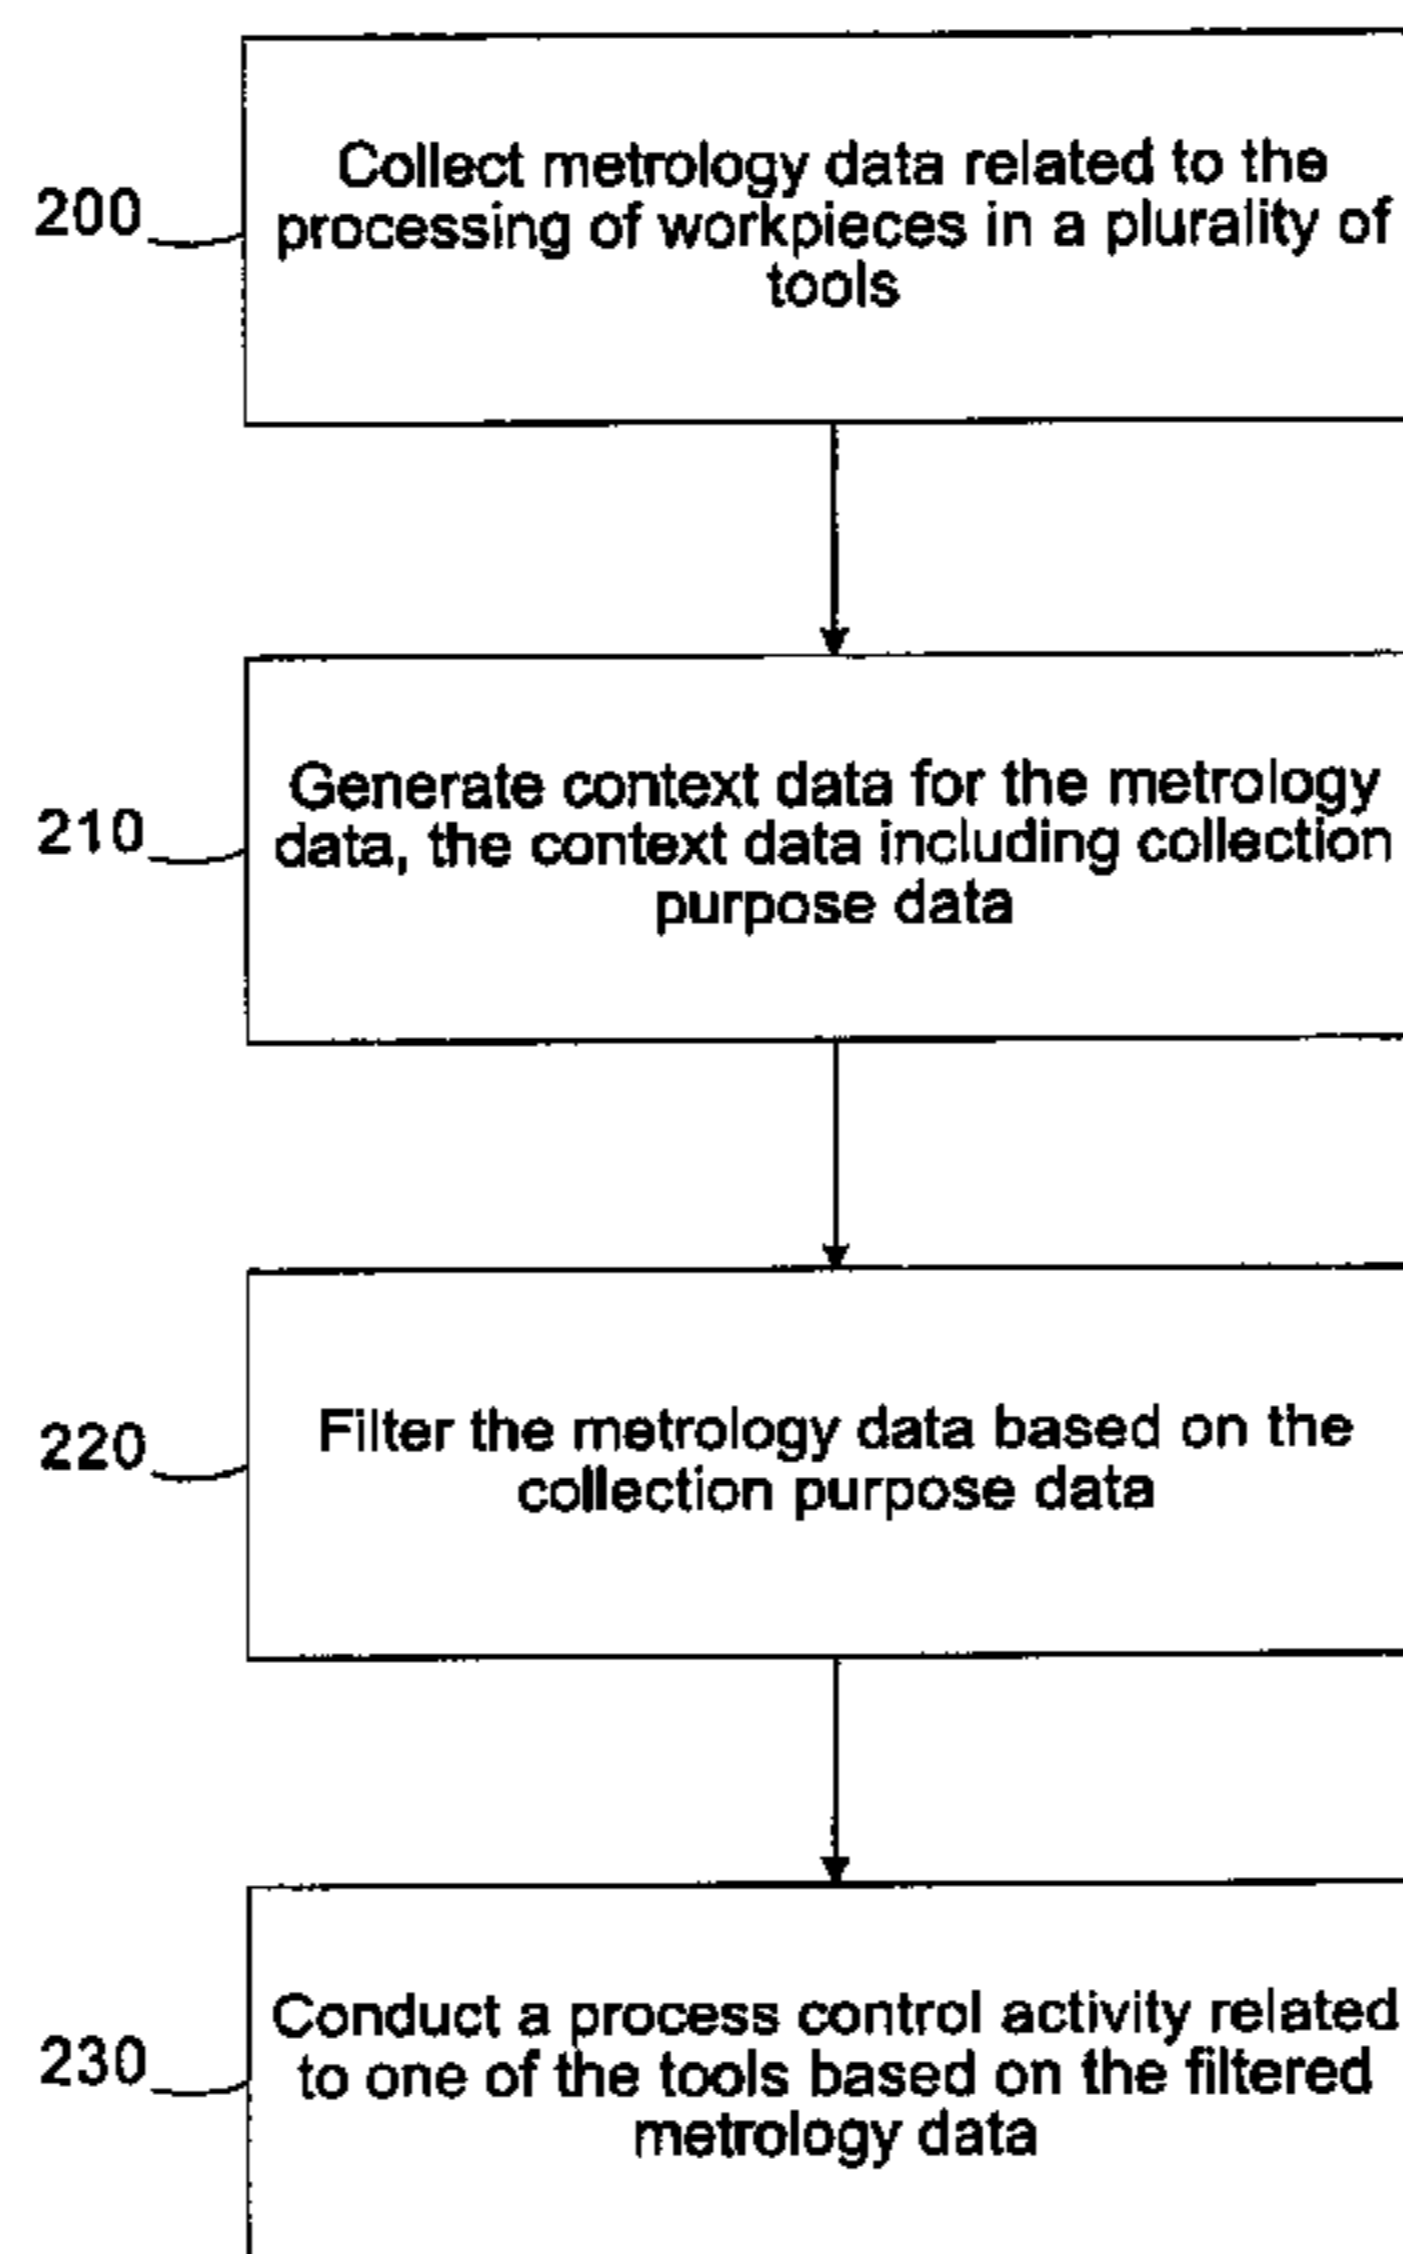 200
Collect metrology data related to the
processing of workpieces in a plurality of
tools
210
Generate context data for the metrology
data, the context data including collection
purpose data
220
Filter the metrology data based on the
collection purpose data
230
Conduct a process control activity related
to one of the tools based on the filtered
metrology data